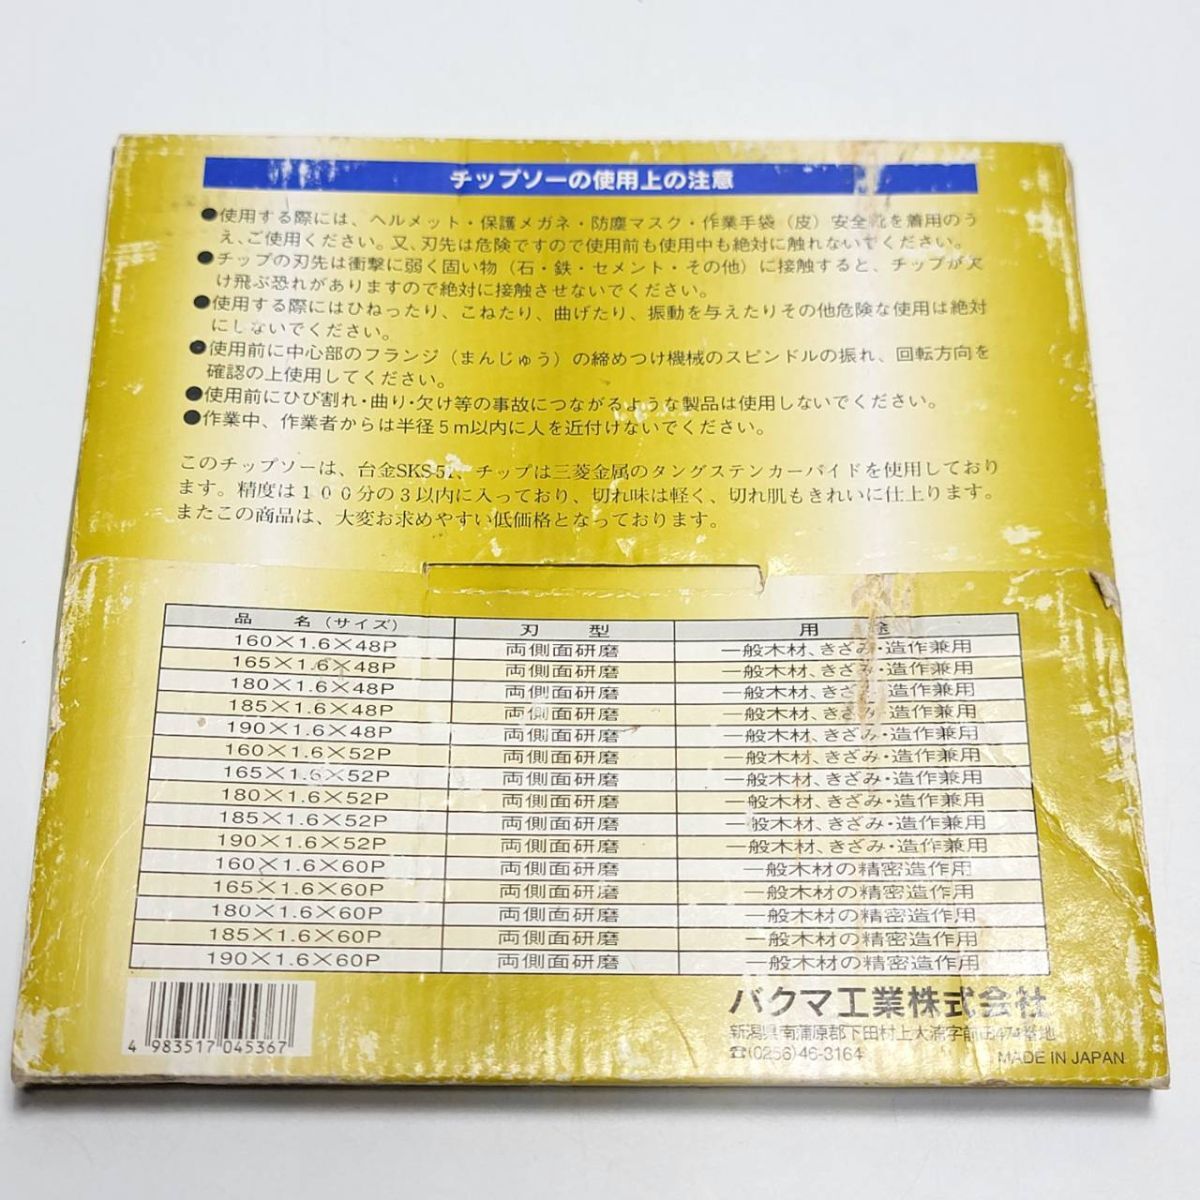 チップソーの使用上の注意
●使用する際には、ヘルメット・保護メガネ・防塵マスク・作業手袋（皮）安全靴を着用のう
え、ご使用ください。又、刃先は危険ですので使用前も使用中も絶対に触れないでください。
●チップの刃先は衝撃に弱く固い物（石・鉄・セメント・その他）に接触すると、チップが欠
け飛ぶ恐れがありますので絶対に接触させないでください。
●使用する際にはひねったり、こねたり、曲げたり、振動を与えたりその他危険な使用は絶対
にしないでください。
●使用前に中心部のフランジ（まんじゅう）の締めつけ機械のスピンドルの振れ、回転方向を
確認の上使用してください。
●使用前にひび割れ・曲り・欠け等の事故につながるような製品は使用しないでください。
●作業中、作業者からは半径５ｍ以内に人を近付けないでください。
このチップソーは、台金SKS51、チップは三菱金属のタングステンカーバイドを使用しており
ます。精度は１００分の３以内に入っており、切れ味は軽く、切れ肌もきれいに仕上ります。
またこの商品は、大変お求めやすい低価格となっております。
品 名（サイズ） 刃 型 用 途
160×1.6×48P 両側面研磨 一般木材、きざみ・造作兼用
165×1.6×48P 両側面研磨 一般木材、きざみ・造作兼用
180×1.6×48P 両側面研磨 一般木材、きざみ・造作兼用
185×1.6×48P 両側面研磨 一般木材、きざみ・造作兼用
190×1.6×48P 両側面研磨 一般木材、きざみ・造作兼用
160×1.6×52P 両側面研磨 一般木材、きざみ・造作兼用
165×1.6×52P 両側面研磨 一般木材、きざみ・造作兼用
180×1.6×52P 両側面研磨 一般木材、きざみ・造作兼用
185×1.6×52P 両側面研磨 一般木材、きざみ・造作兼用
190×1.6×52P 両側面研磨 一般木材、きざみ・造作兼用
160×1.6×60P 両側面研磨 一般木材の精密造作用
165×1.6×60P 両側面研磨 一般木材の精密造作用
180×1.6×60P 両側面研磨 一般木材の精密造作用
185×1.6×60P 両側面研磨 一般木材の精密造作用
190×1.6×60P 両側面研磨 一般木材の精密造作用
バクマ工業株式会社
新潟県南蒲原郡下田村上大浦字前田474番地
☎(0256)46-3164
4 983517 045367
MADE IN JAPAN